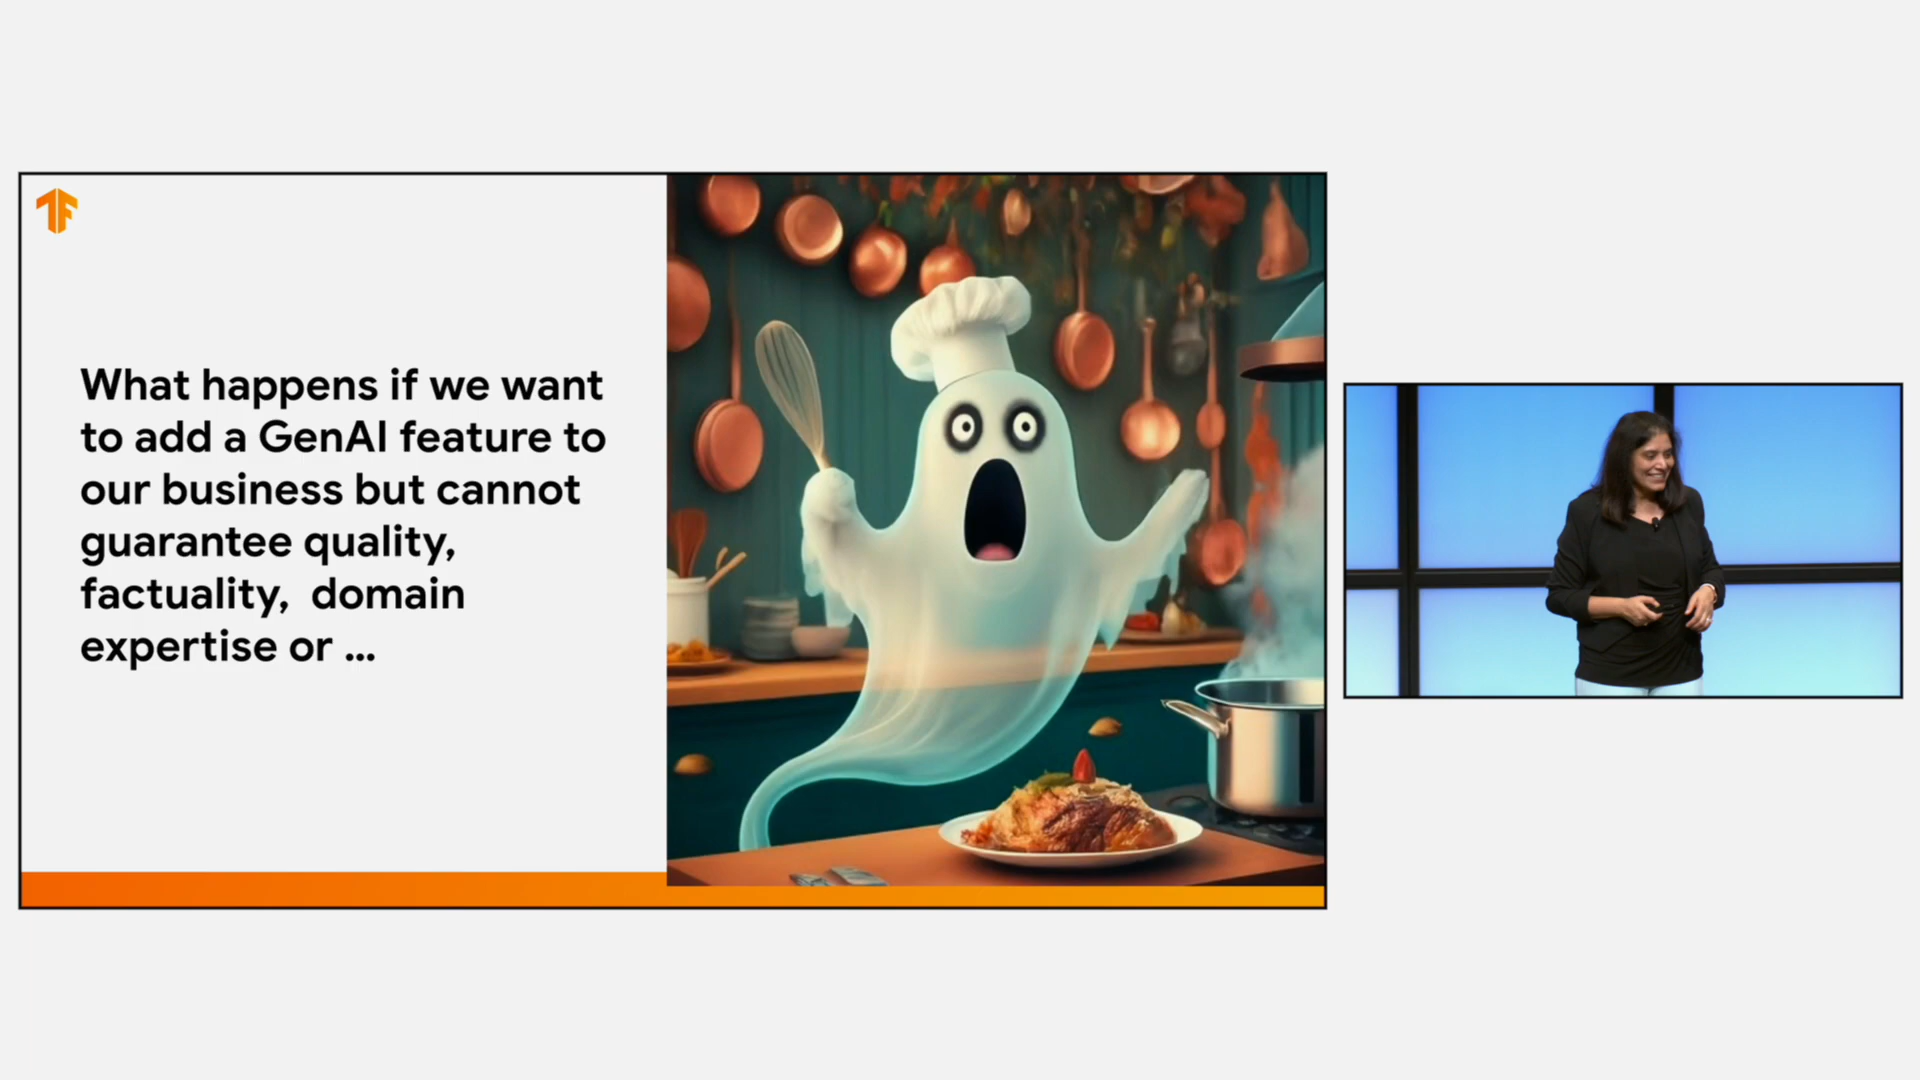 What happens if we want
to add a GenAI feature to
our business but cannot
guarantee quality,
factuality,  domain
expertise or ...